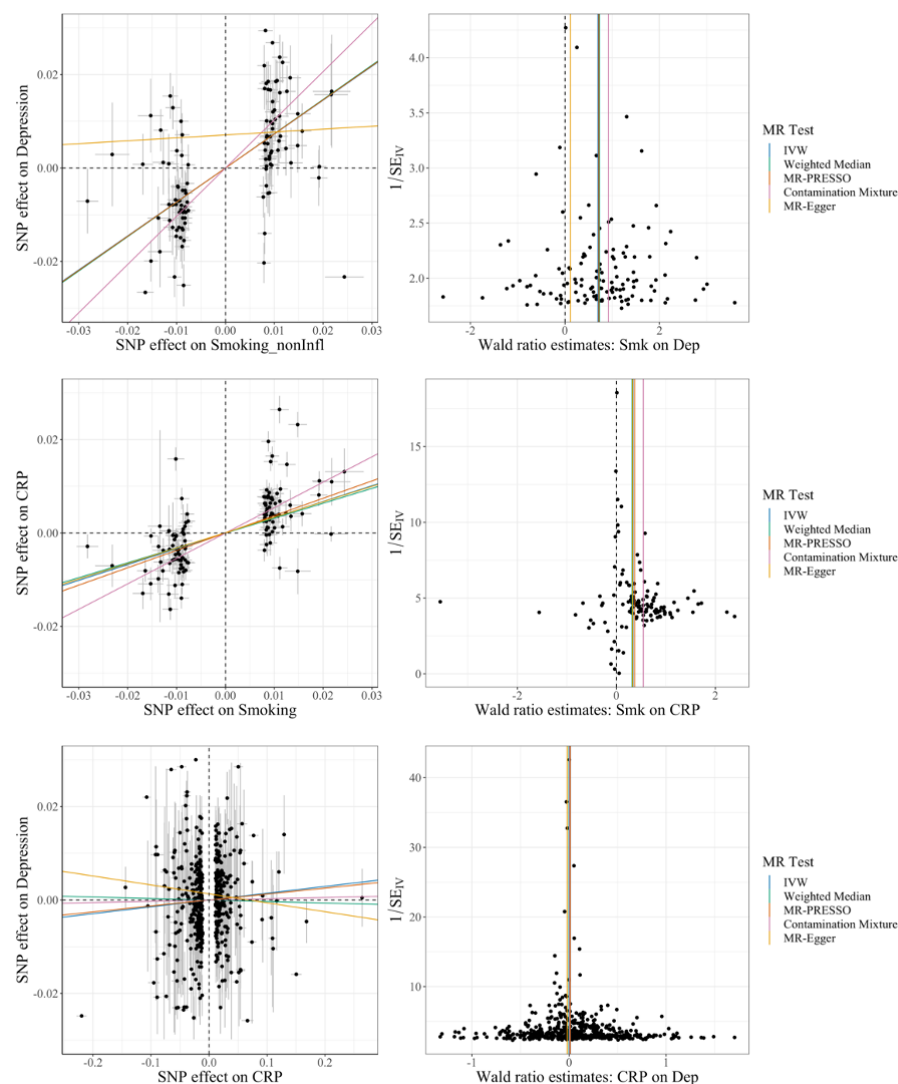 SNP effect on Depression
0.02
0.00
-0.02
-0.03
-0.02
-0.01
0.00
0.01
0.02
0.03
SNP effect on Smoking_nonInfl
1/SE_IV
4.0
3.5
3.0
2.5
2.0
-2
0
2
Wald ratio estimates: Smk on Dep
MR Test
IVW
Weighted Median
MR-PRESSO
Contamination Mixture
MR-Egger
SNP effect on CRP
0.02
0.00
-0.02
-0.03
-0.02
-0.01
0.00
0.01
0.02
0.03
SNP effect on Smoking
1/SE_IV
15
10
5
0
-2
0
2
Wald ratio estimates: Smk on CRP
MR Test
IVW
Weighted Median
MR-PRESSO
Contamination Mixture
MR-Egger
SNP effect on Depression
0.02
0.00
-0.02
-0.2
-0.1
0.0
0.1
0.2
SNP effect on CRP
1/SE_IV
40
30
20
10
-1
0
1
Wald ratio estimates: CRP on Dep
MR Test
IVW
Weighted Median
MR-PRESSO
Contamination Mixture
MR-Egger